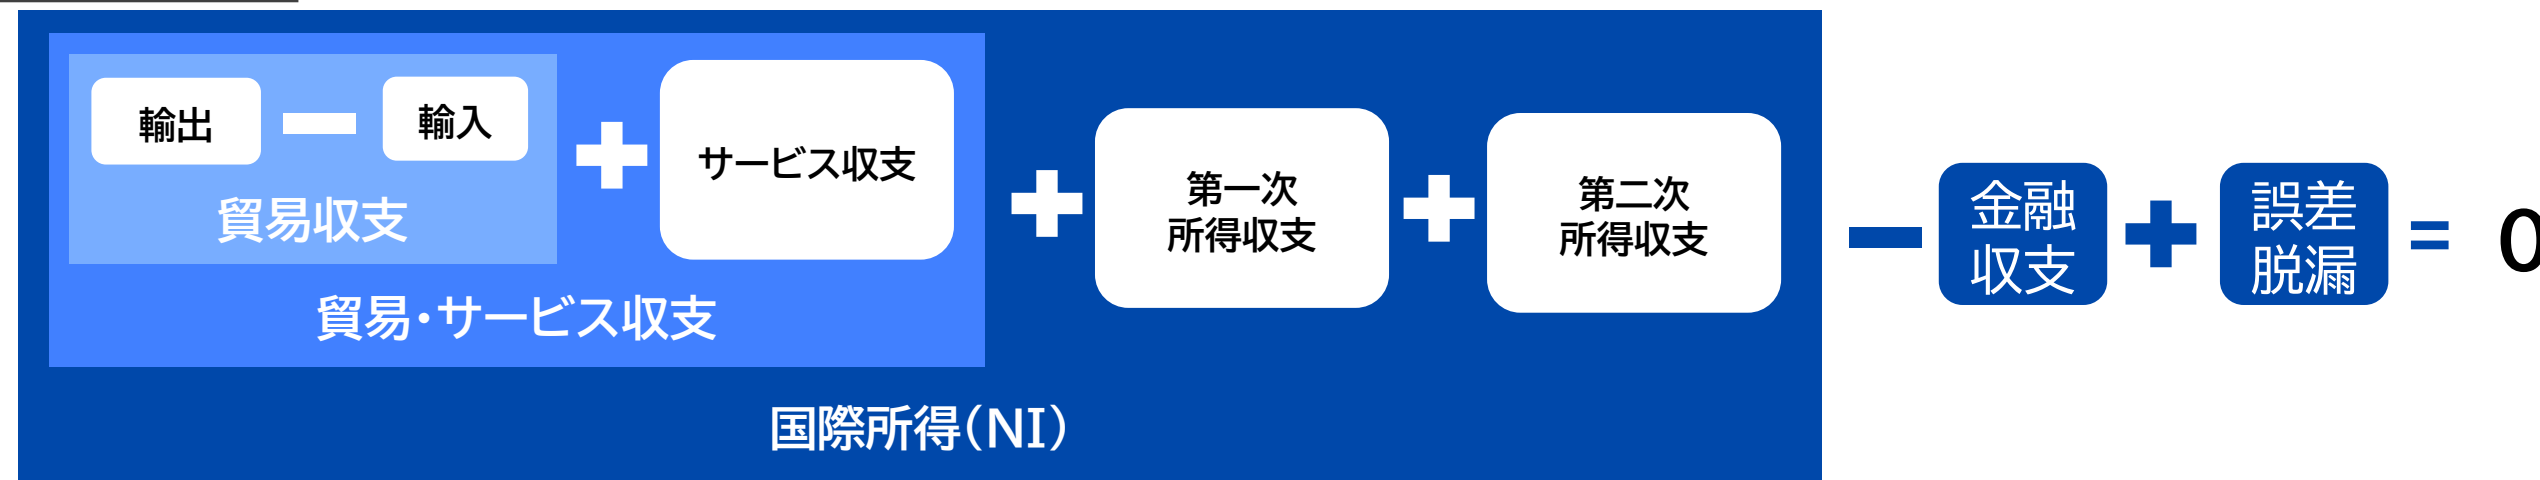 輸出
輸入
貿易収支
サービス収支
貿易・サービス収支
第一次
所得収支
第二次
所得収支
国際所得(NI)
金融
収支
誤差
脱漏
= 0